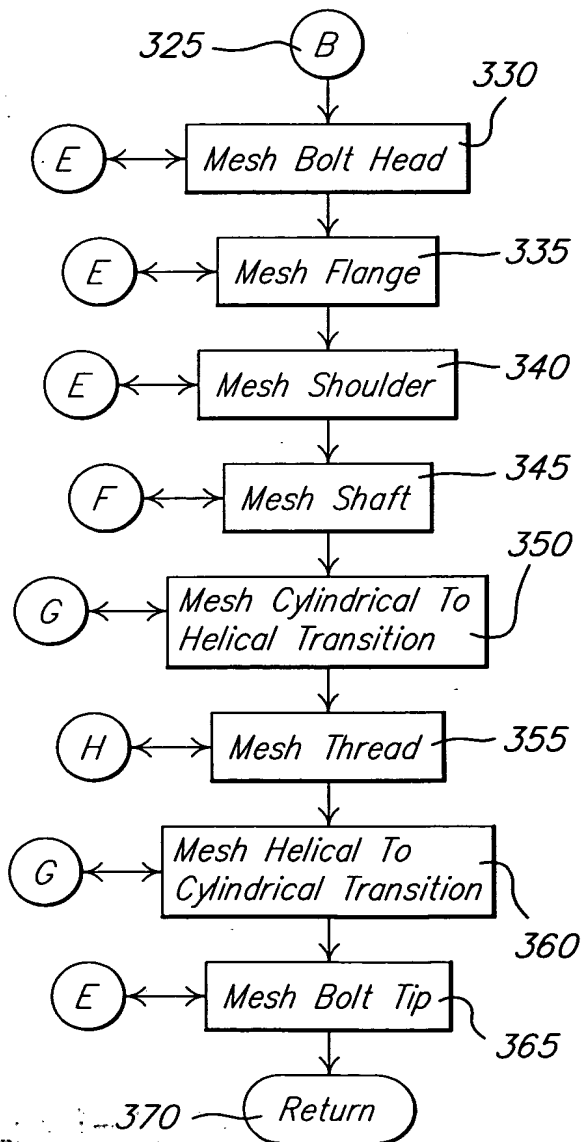 325
B
330
E
Mesh Bolt Head
335
E
Mesh Flange
340
E
Mesh Shoulder
345
F
Mesh Shaft
350
G
Mesh Cylindrical To
Helical Transition
355
H
Mesh Thread
G
Mesh Helical To
Cylindrical Transition
360
E
Mesh Bolt Tip
365
370
Return